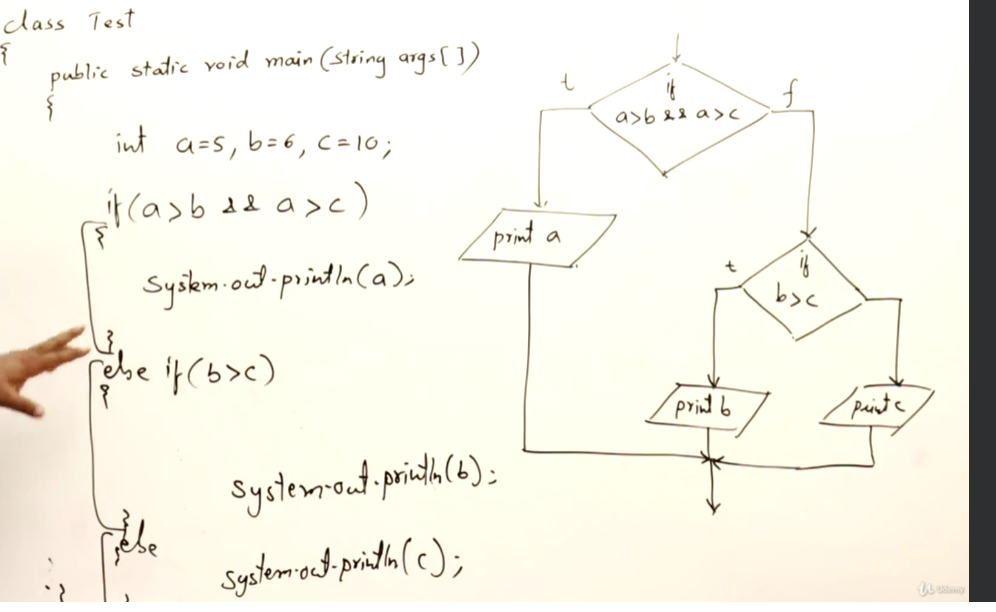 class Test
{
public static void main (string args[ ])
{
int a=5, b=6, c=10;
if(a>b && a>c)
{
system.out.println(a);
}
else if(b>c)
{
system.out.println(b);
}
else
{
system.out.println(c);
}
t
if
a>b && a>c
f
print a
t
if
b>c
print b
print c
Udemy